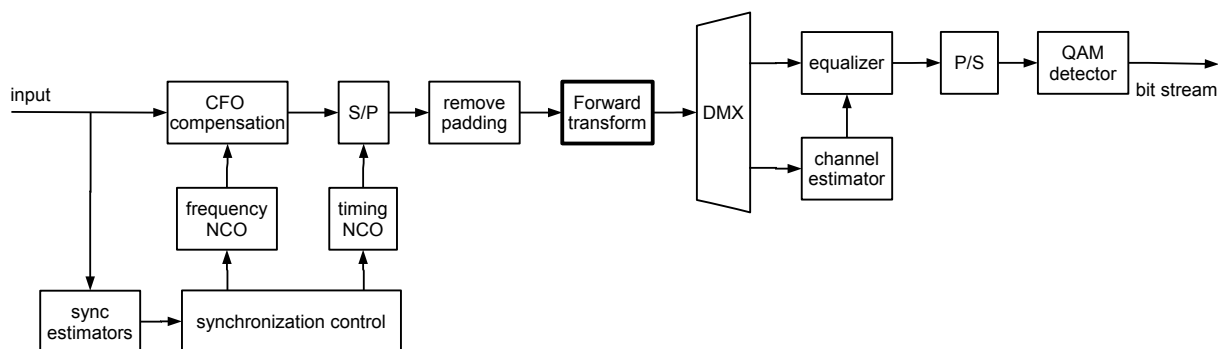 input
CFO
compensation
S/P
remove
padding
Forward
transform
DMX
equalizer
P/S
QAM
detector
bit stream
channel
estimator
frequency
NCO
timing
NCO
sync
estimators
synchronization control